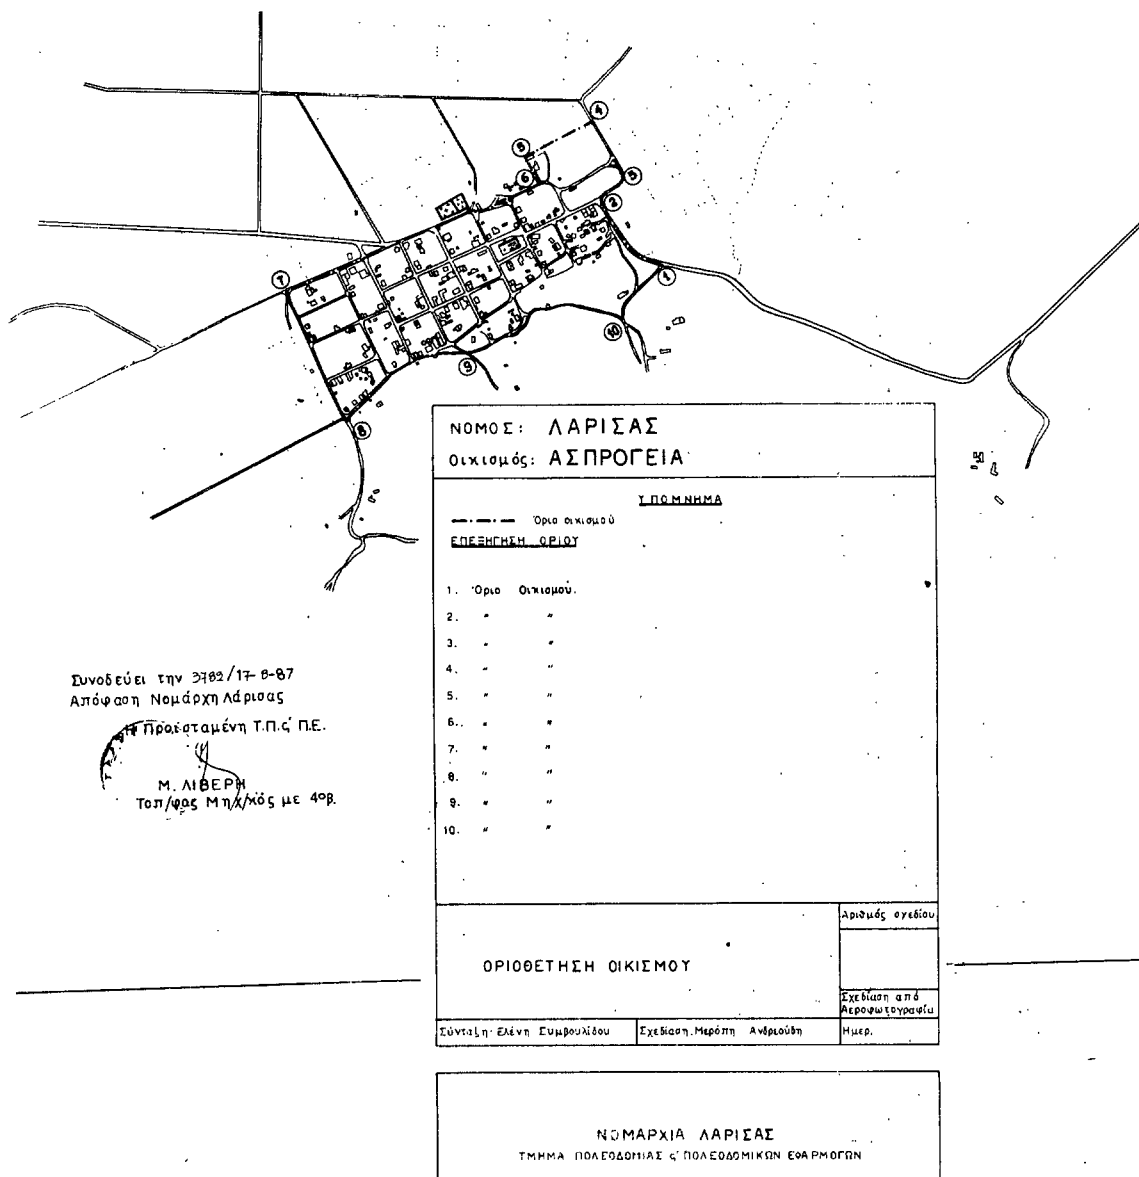 4
5
3
6
2
7
1
10
9
8
ΝΟΜΟΣ: ΛΑΡΙΣΑΣ
Οικισμός: ΑΣΠΡΟΓΕΙΑ
ΥΠΟΜΝΗΜΑ
Όριο οικισμού
ΕΠΕΞΗΓΗΣΗ ΟΡΙΟΥ
1. Όριο Οικισμού.
2. " "
3. " "
4. " "
5. " "
6. " "
7. " "
8. " "
9. " "
10. " "
Συνοδεύει την 3782/17-8-87
Απόφαση Νομάρχη Λάρισας
Η Προϊσταμένη Τ.Π.ς' Π.Ε.
Μ. ΛΙΒΕΡΗ
Τοπ/φος Μηχ/κός με 4οβ.
Αριθμός σχεδίου
ΟΡΙΟΘΕΤΗΣΗ ΟΙΚΙΣΜΟΥ
Σχεδίαση από
Αεροφωτογραφία
Σύνταξη: Ελένη Συμβουλίδου
Σχεδίαση: Μερόπη Ανδριούδη
Ημερ.
ΝΟΜΑΡΧΙΑ ΛΑΡΙΣΑΣ
ΤΜΗΜΑ ΠΟΛΕΟΔΟΜΙΑΣ ς' ΠΟΛΕΟΔΟΜΙΚΩΝ ΕΦΑΡΜΟΓΩΝ